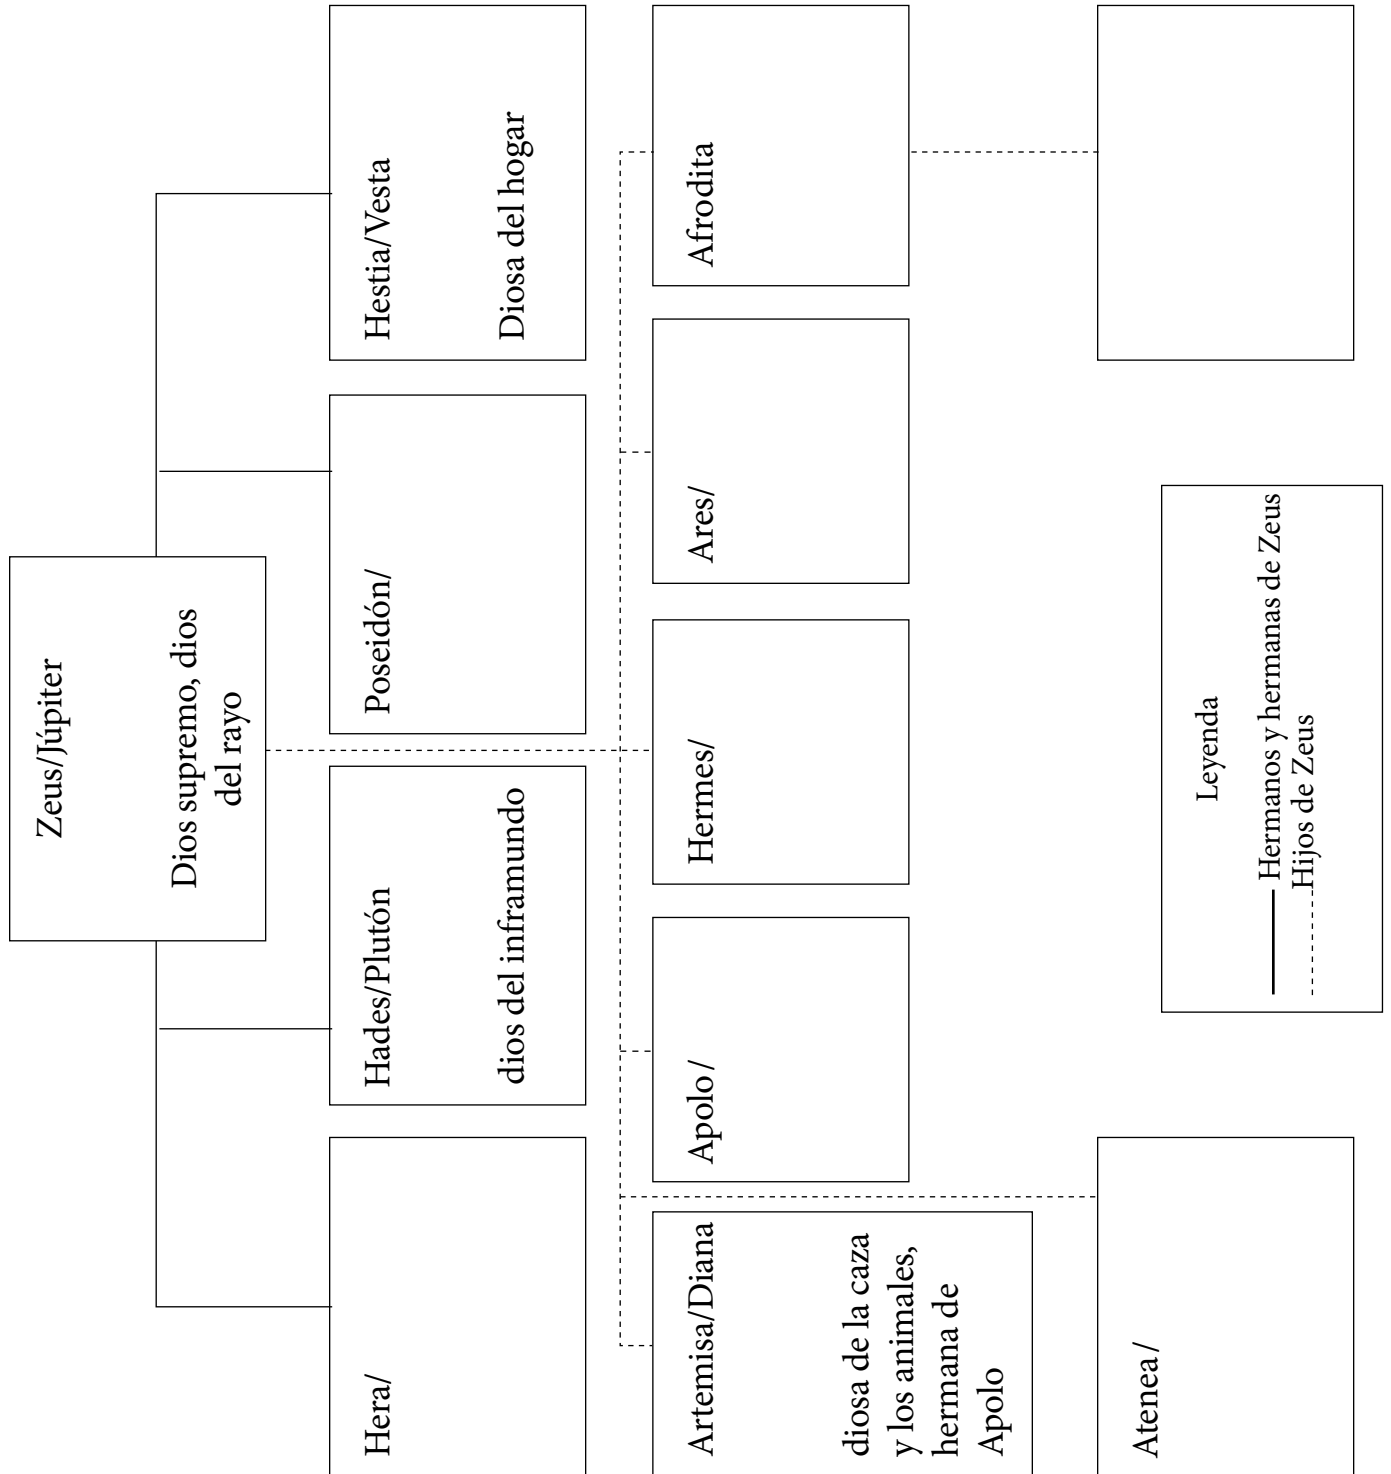 Zeus/Júpiter
Dios supremo, dios
del rayo
Hera/
Hades/Plutón
dios del inframundo
Poseidón/
Hestia/Vesta
Diosa del hogar
Artemisa/Diana
diosa de la caza
y los animales,
hermana de
Apolo
Apolo /
Hermes/
Ares/
Afrodita
Atenea /
Leyenda
Hermanos y hermanas de Zeus
Hijos de Zeus